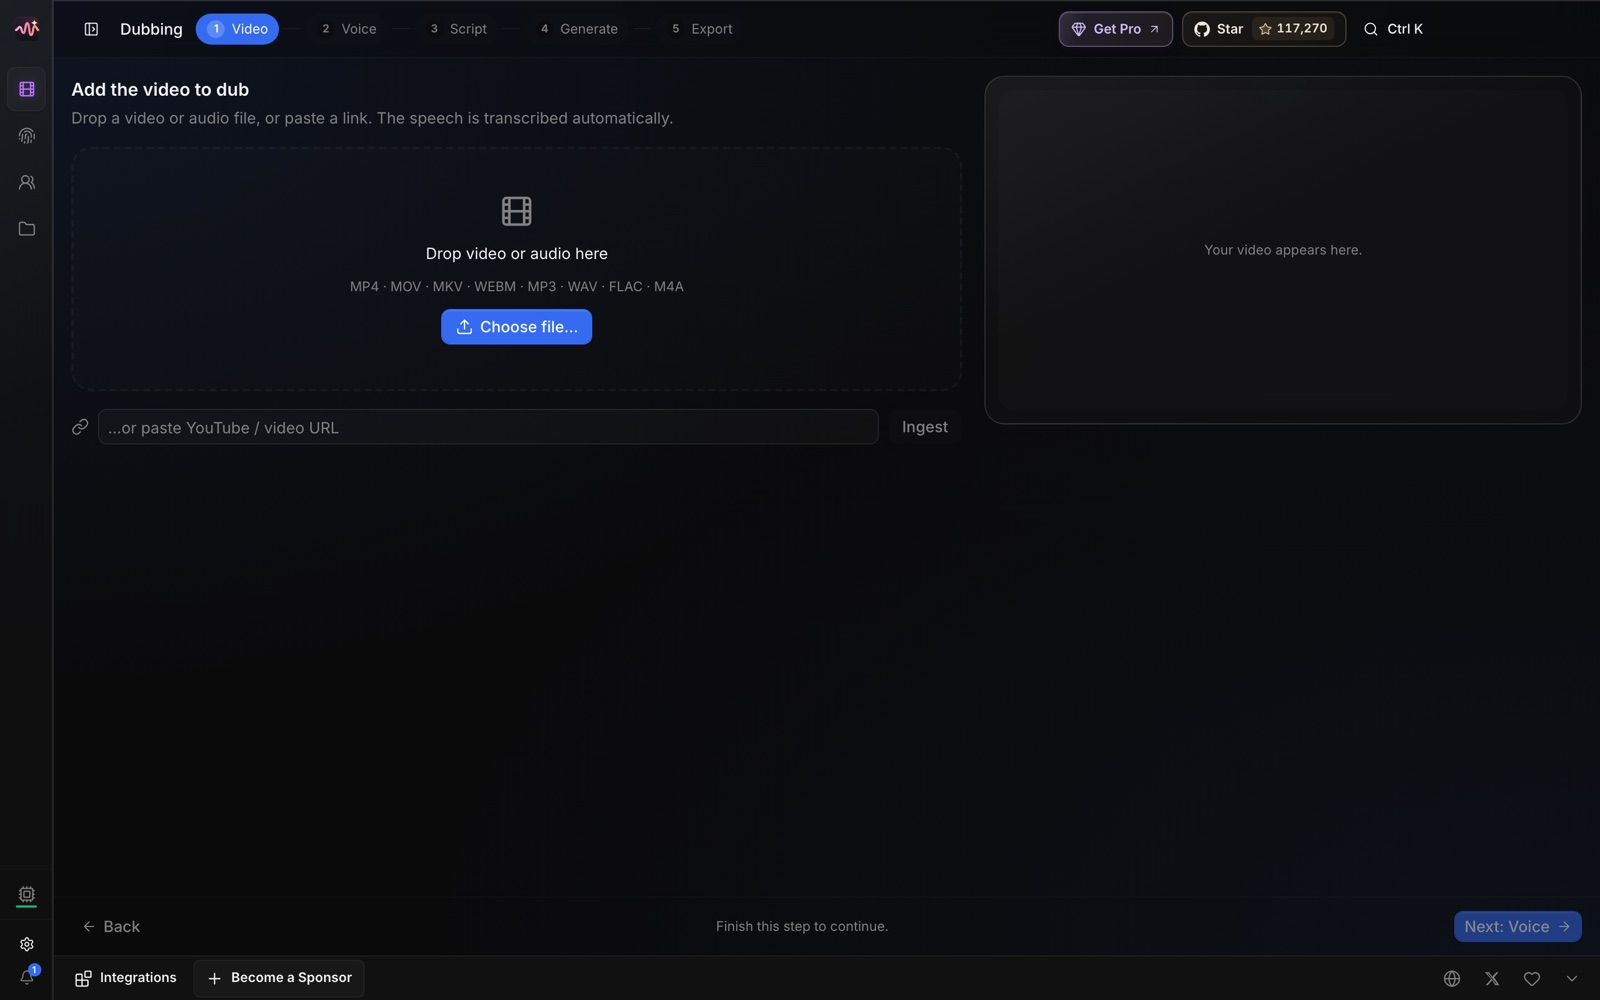 Dubbing
1 Video
2 Voice
3 Script
4 Generate
5 Export
Get Pro
Star 117,270
Ctrl K
Add the video to dub
Drop a video or audio file, or paste a link. The speech is transcribed automatically.
Drop video or audio here
MP4 · MOV · MKV · WEBM · MP3 · WAV · FLAC · M4A
Choose file...
...or paste YouTube / video URL
Ingest
Your video appears here.
Back
Finish this step to continue.
Next: Voice
1
Integrations
Become a Sponsor